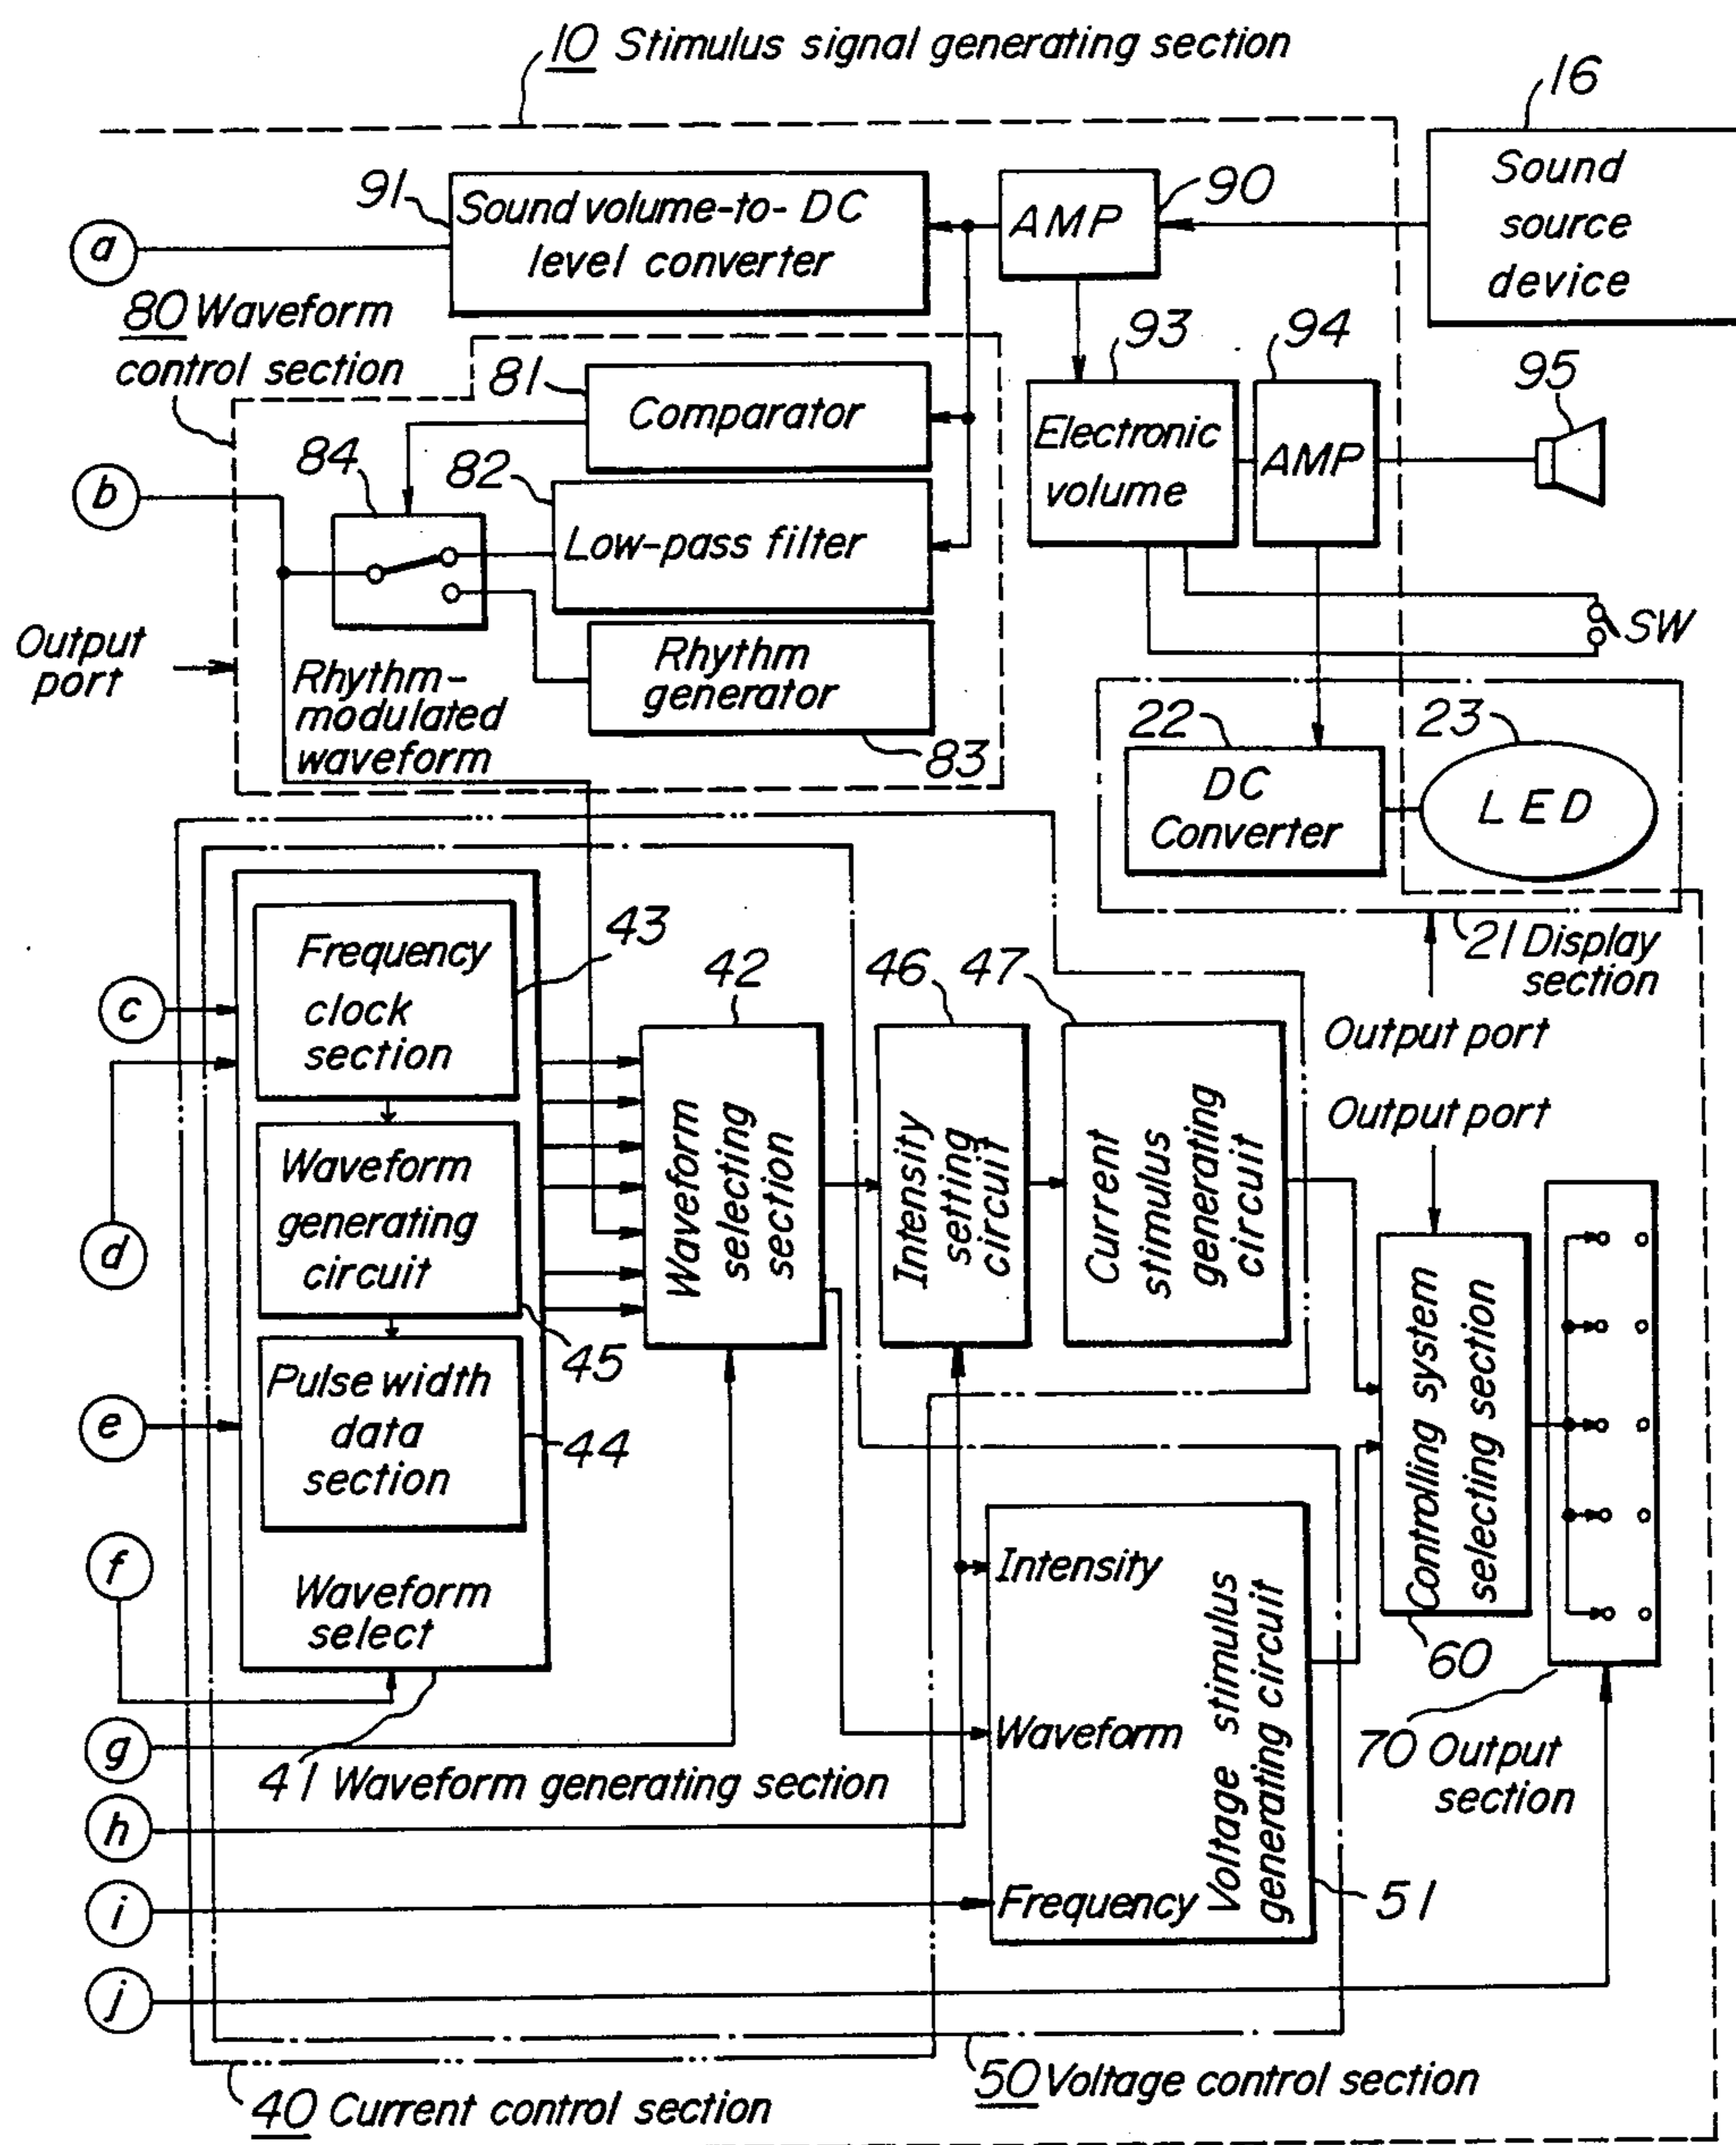 10 Stimulus signal generating section
16
Sound
source
device
91
Sound volume-to-DC
level converter
AMP
90
a
80 Waveform
control section
81
Comparator
93
Electronic
volume
94
AMP
95
84
82
Low-pass filter
b
SW
Output
port
Rhythm-
modulated
waveform
Rhythm
generator
83
22
DC
Converter
23
LED
21 Display
section
Output port
Output port
43
Frequency
clock
section
c
42
46
47
Waveform
selecting
section
Intensity
setting
circuit
Current
stimulus
generating
circuit
Waveform
generating
circuit
45
d
Pulse width
data
section
44
e
Controlling system
selecting section
60
f
Waveform
select
Intensity
Waveform
Frequency
Voltage stimulus
generating circuit
51
70 Output
section
g
41 Waveform generating section
h
i
j
50 Voltage control section
40 Current control section